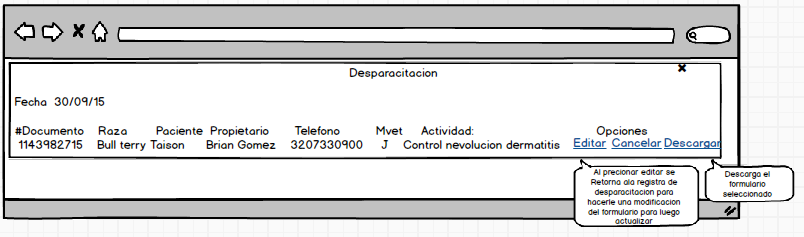 Desparacitacion
Fecha 30/09/15
#Documento Raza Paciente Propietario Telefono Mvet Actividad: Opciones
1143982715 Bull terry Taison Brian Gomez 3207330900 J Control nevolucion dermatitis Editar Cancelar Descargar
Al precionar editar se
Retorna ala registra de
desparacitacion para
hacerle una modificacion
del formulario para luego
actualizar
Descarga el
formulario
seleccionado